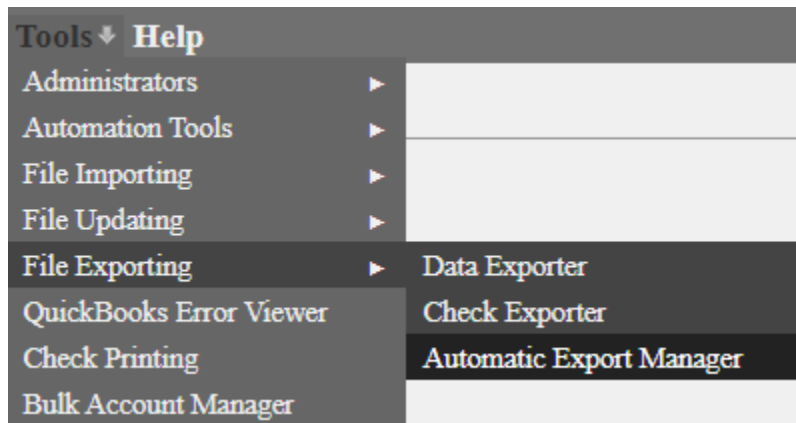 Tools Help
Administrators
Automation Tools
File Importing
File Updating
File Exporting
Data Exporter
QuickBooks Error Viewer
Check Exporter
Check Printing
Automatic Export Manager
Bulk Account Manager